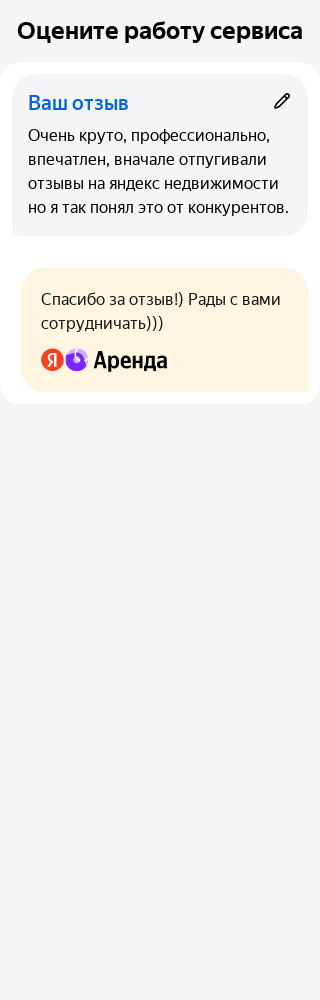 Оцените работу сервиса
Ваш отзыв
Очень круто, профессионально,
впечатлен, вначале отпугивали
отзывы на яндекс недвижимости
но я так понял это от конкурентов.
Спасибо за отзыв!) Рады с вами
сотрудничать)))
Я Аренда